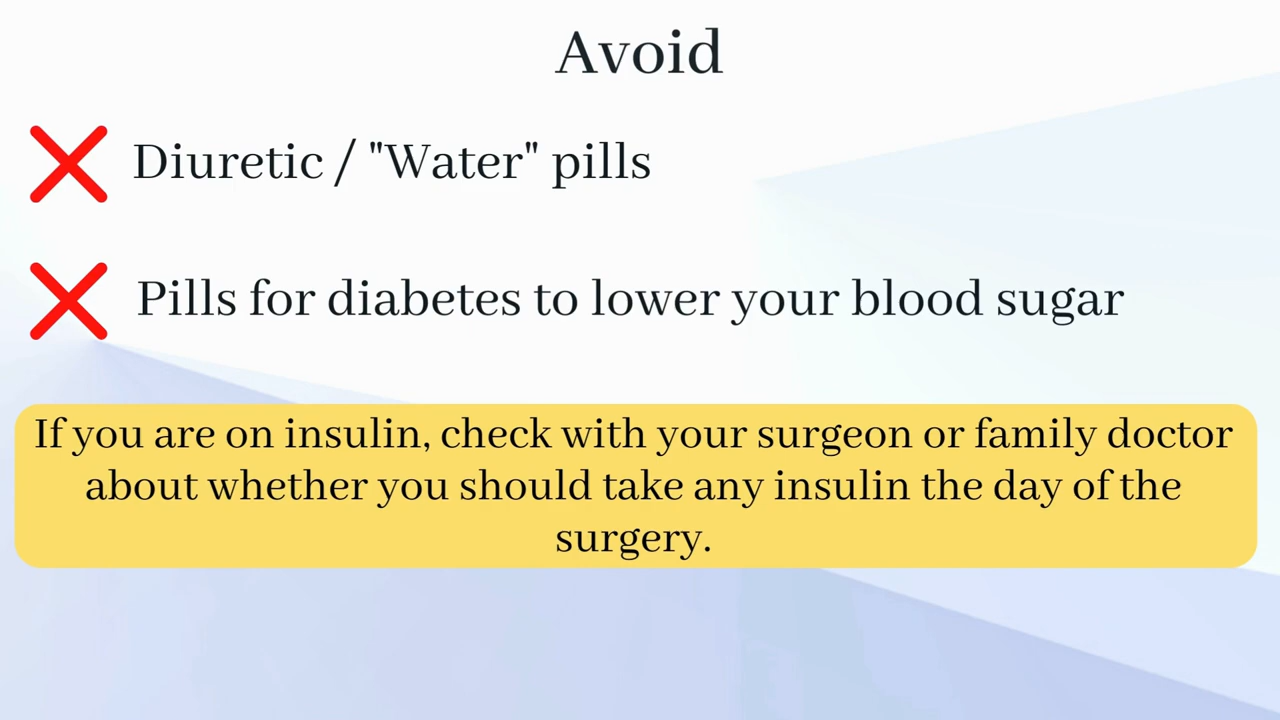 Avoid
Diuretic / "Water" pills
Pills for diabetes to lower your blood sugar
If you are on insulin, check with your surgeon or family doctor
about whether you should take any insulin the day of the
surgery.